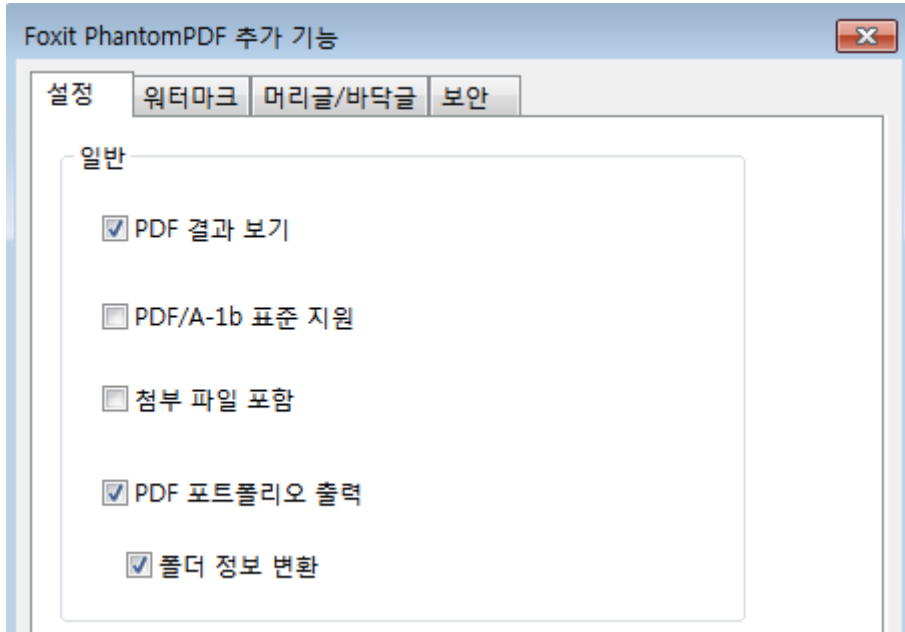 Foxit PhantomPDF 추가 기능
설정 워터마크 머리글/바닥글 보안
일반
PDF 결과 보기
PDF/A-1b 표준 지원
첨부 파일 포함
PDF 포트폴리오 출력
폴더 정보 변환